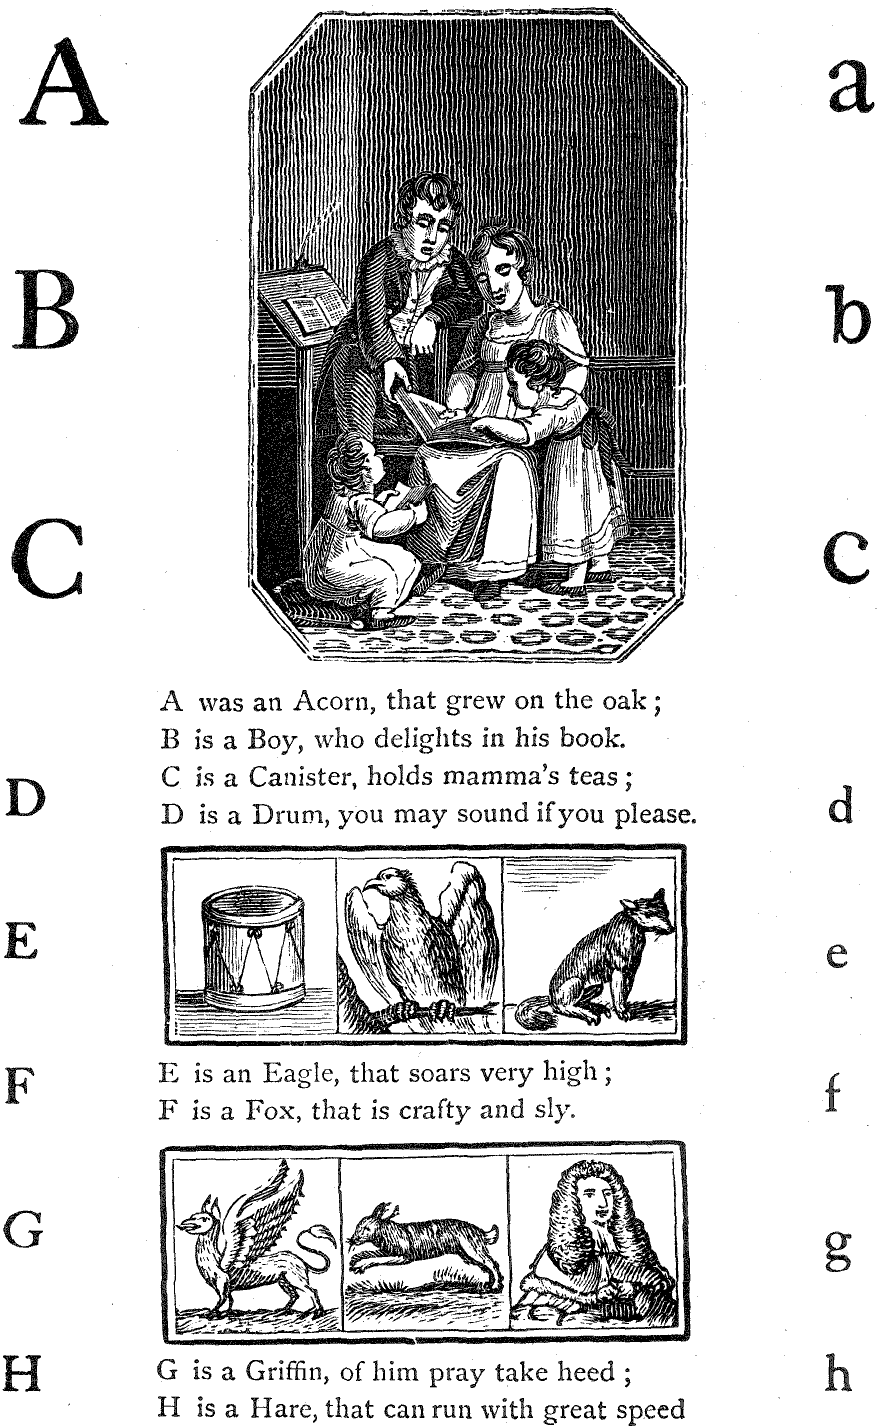 A a
B b
C c
A was an Acorn, that grew on the oak ;
B is a Boy, who delights in his book.
C is a Canister, holds mamma's teas ;
D is a Drum, you may sound if you please.
D d
E e
E is an Eagle, that soars very high ;
F is a Fox, that is crafty and sly.
F f
G g
G is a Griffin, of him pray take heed ;
H is a Hare, that can run with great speed
H h